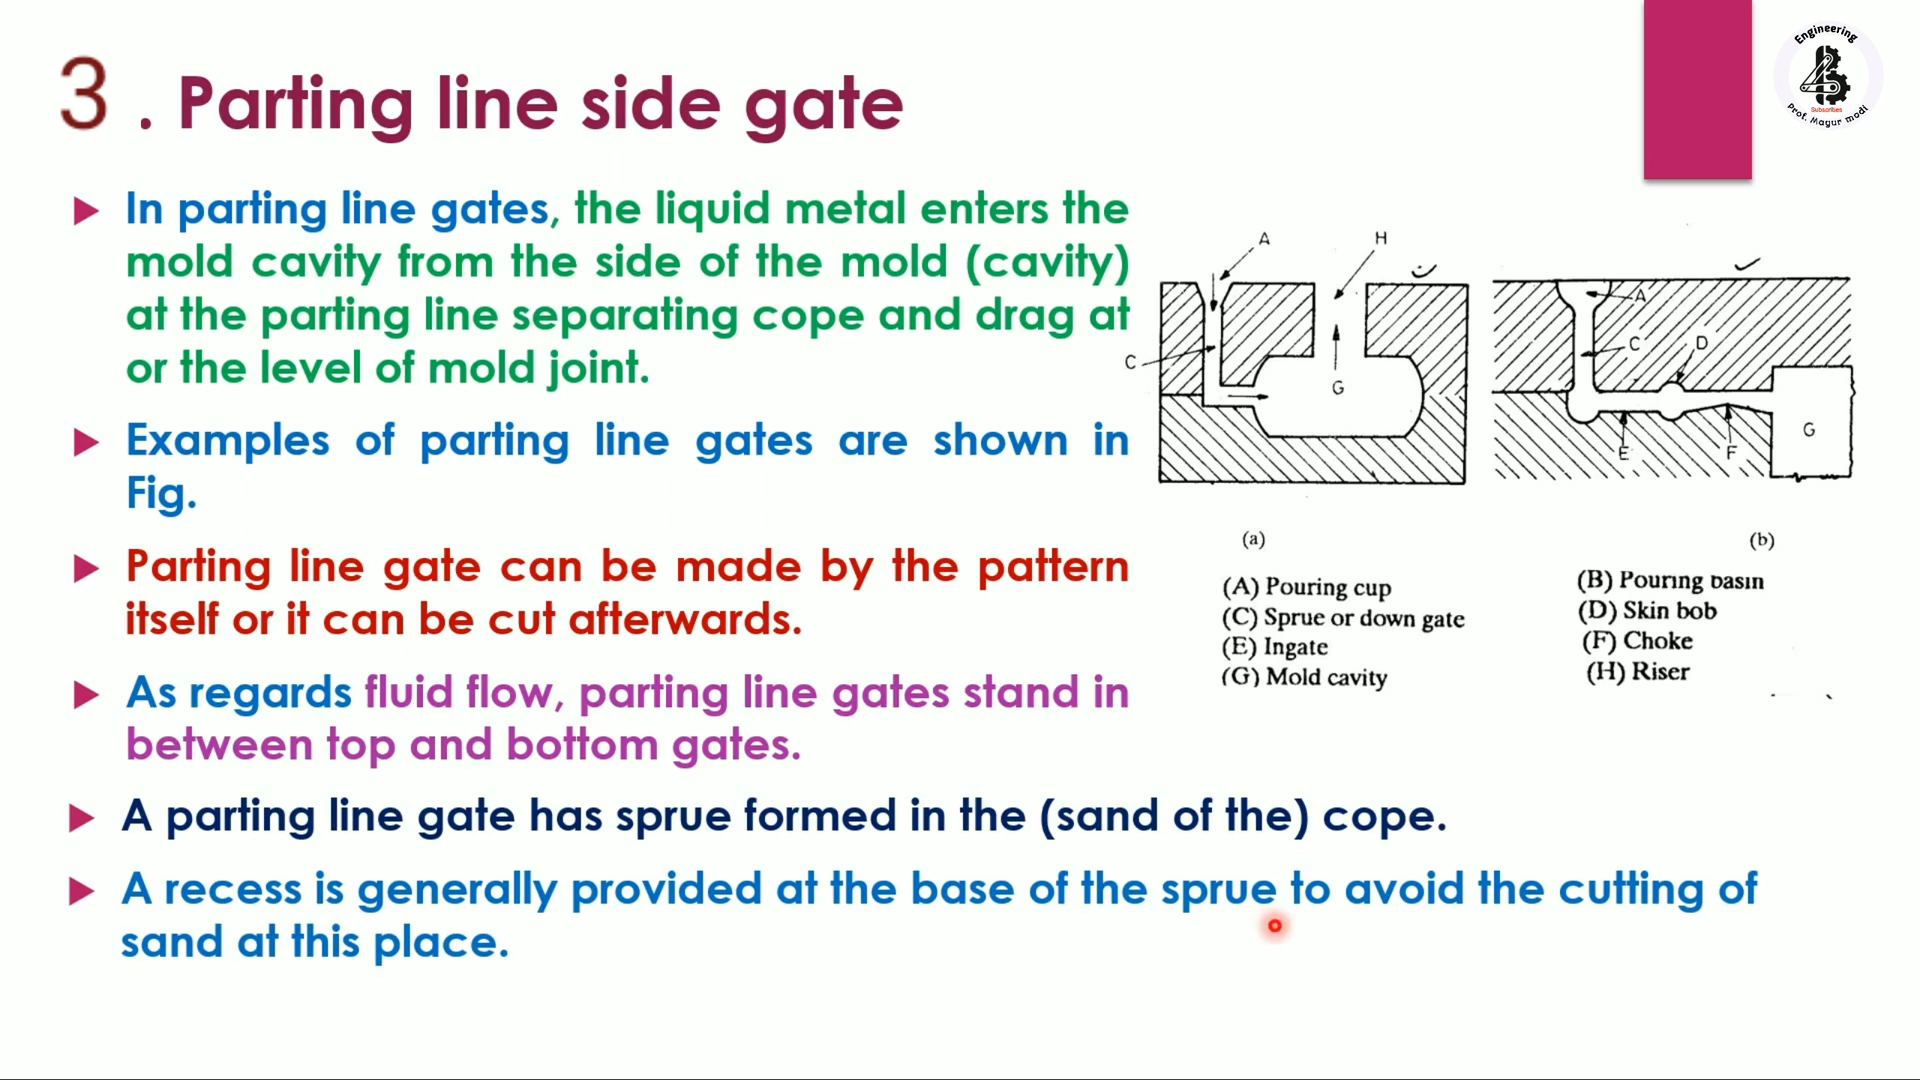 3 . Parting line side gate
Engineering
Subscribes
Prof. Mayur modi
In parting line gates, the liquid metal enters the
mold cavity from the side of the mold (cavity)
at the parting line separating cope and drag at
or the level of mold joint.
Examples of parting line gates are shown in
Fig.
Parting line gate can be made by the pattern
itself or it can be cut afterwards.
As regards fluid flow, parting line gates stand in
between top and bottom gates.
A parting line gate has sprue formed in the (sand of the) cope.
A recess is generally provided at the base of the sprue to avoid the cutting of
sand at this place.
A
H
C
G
A
C
D
E
F
G
(a)
(b)
(A) Pouring cup
(B) Pouring basin
(C) Sprue or down gate
(D) Skin bob
(E) Ingate
(F) Choke
(G) Mold cavity
(H) Riser